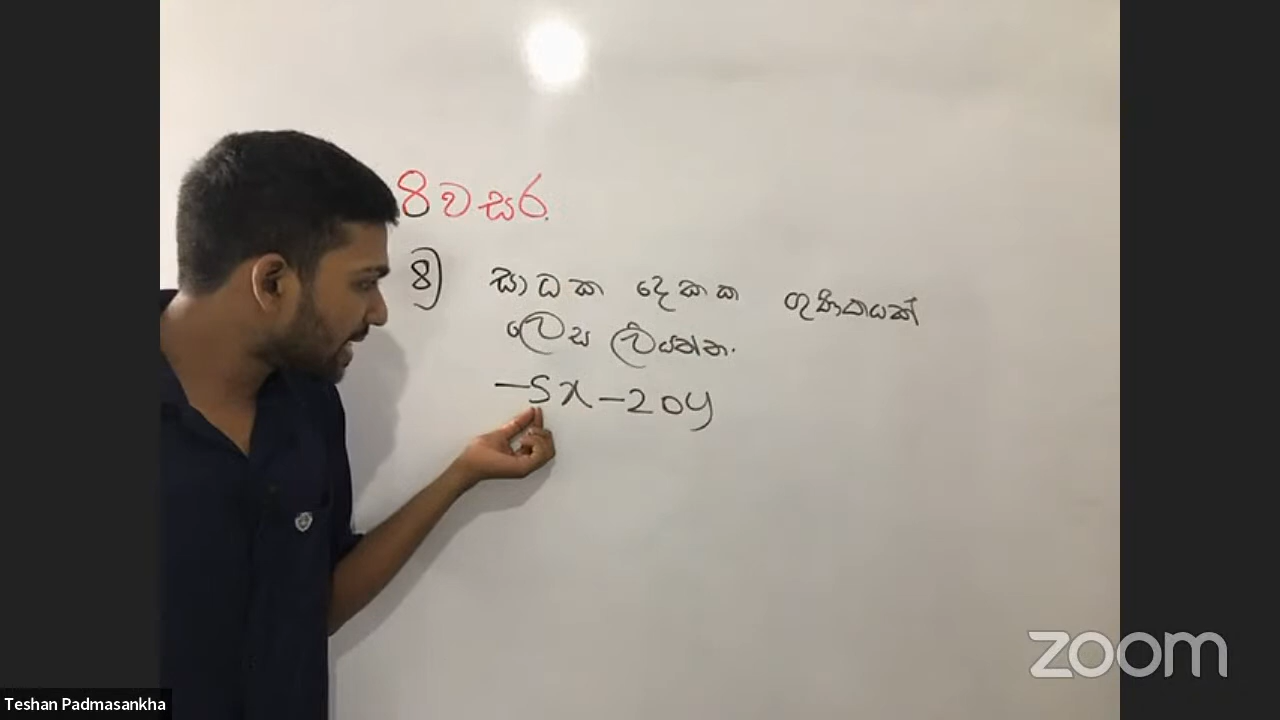 8 වසර.
8) සාධක දෙකක ගුණිතයක්
ලෙස ලියන්න.
-5x-20y
zoom
Teshan Padmasankha